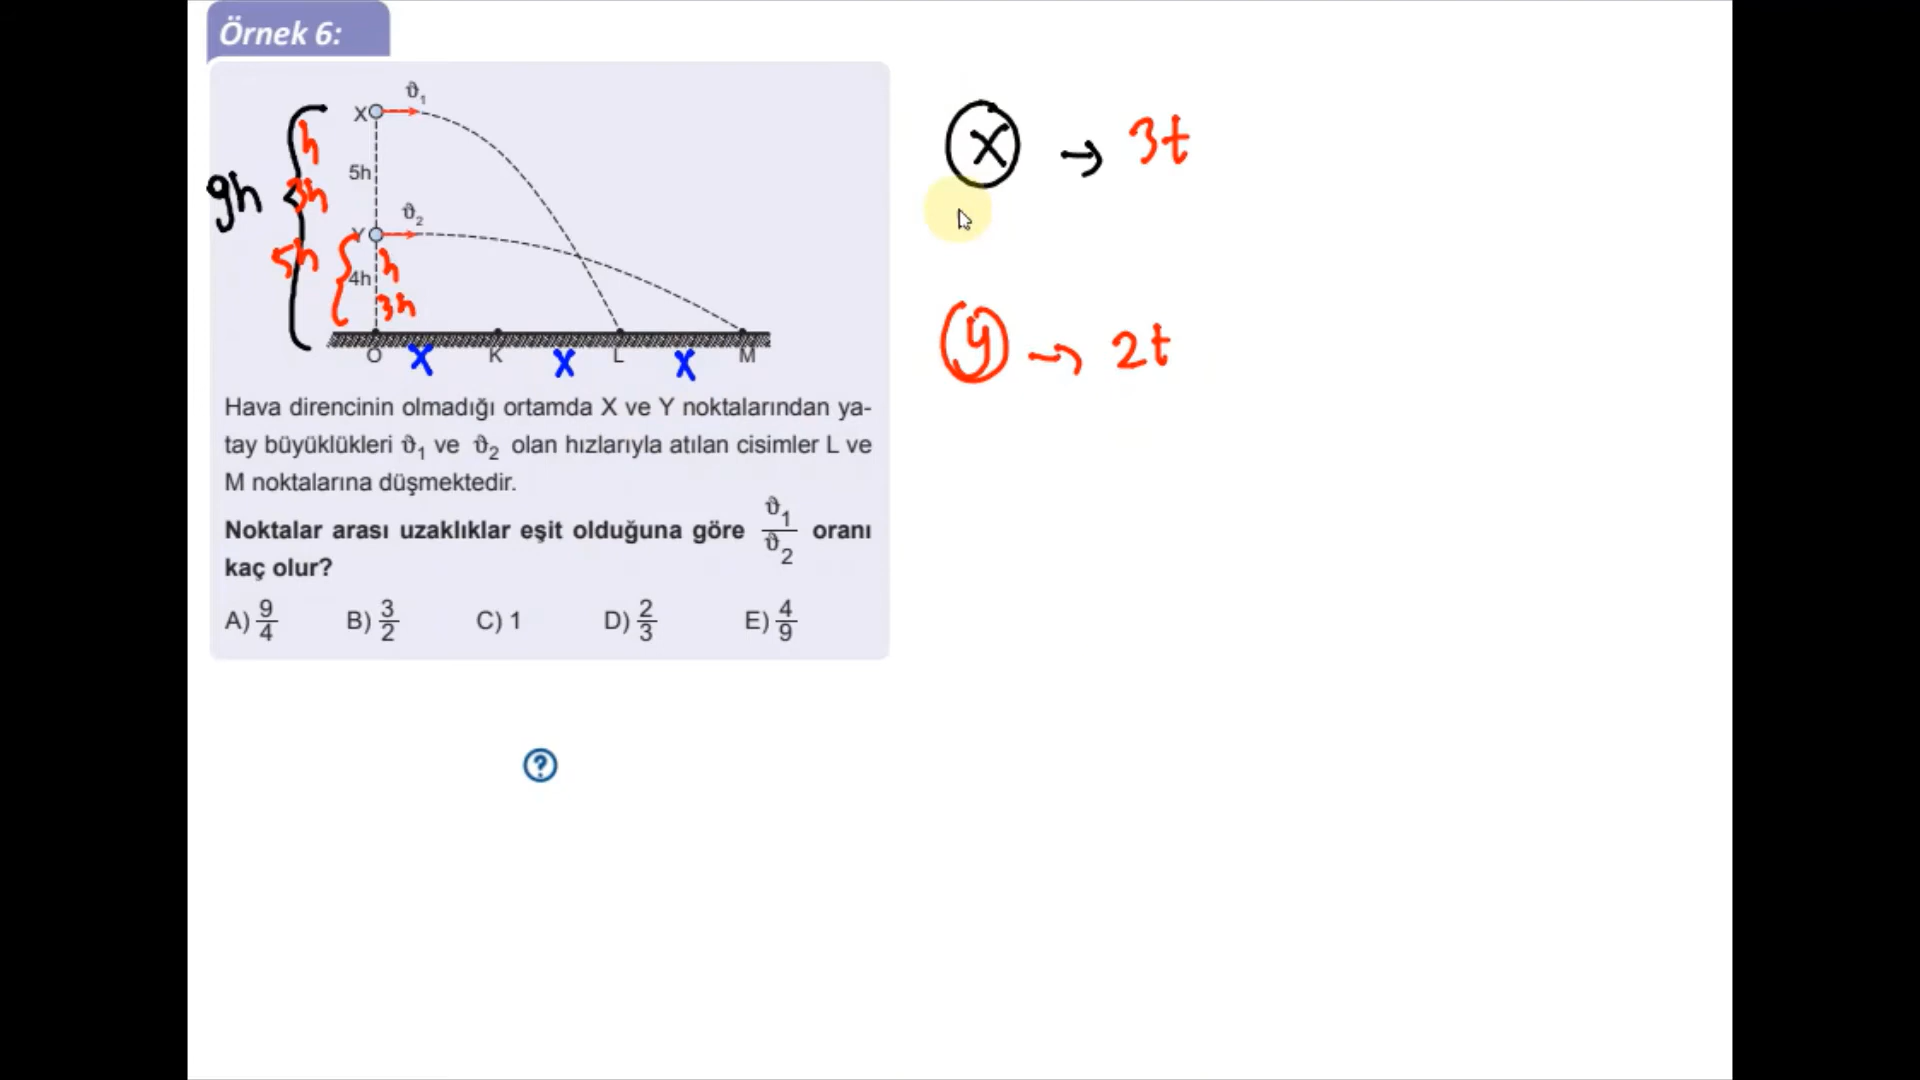 Örnek 6:
ϑ1
X
h
5h
3h
9h
ϑ2
Y
5h
h
4h
3h
O
K
L
M
x
x
x
Hava direncinin olmadığı ortamda X ve Y noktalarından ya-
tay büyüklükleri ϑ1 ve ϑ2 olan hızlarıyla atılan cisimler L ve
M noktalarına düşmektedir.
Noktalar arası uzaklıklar eşit olduğuna göre ϑ1/ϑ2 oranı
kaç olur?
A) 9/4 B) 3/2 C) 1 D) 2/3 E) 4/9
X → 3t
y → 2t
?